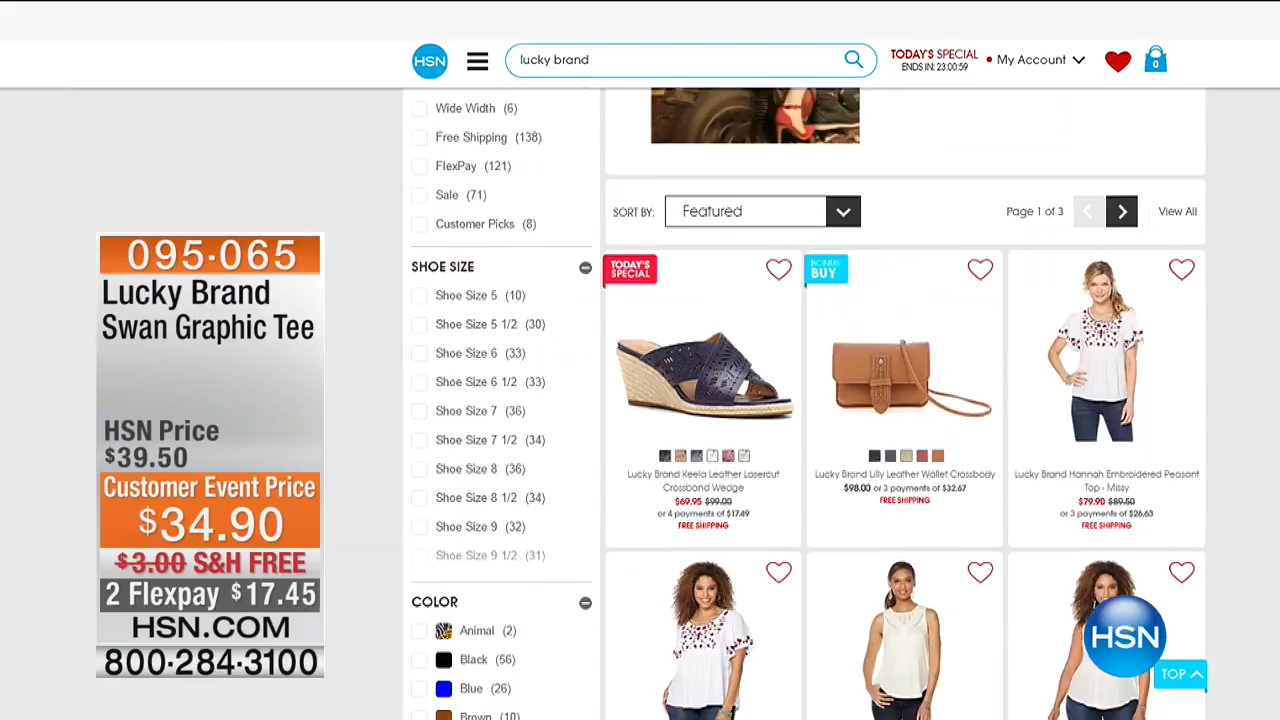 HSN
lucky brand
TODAY'S SPECIAL
ENDS IN: 23:00:59
My Account
0
Wide Width (6)
Free Shipping (138)
FlexPay (121)
Sale (71)
Customer Picks (8)
SHOE SIZE
Shoe Size 5 (10)
Shoe Size 5 1/2 (30)
Shoe Size 6 (33)
Shoe Size 6 1/2 (33)
Shoe Size 7 (36)
Shoe Size 7 1/2 (34)
Shoe Size 8 (36)
Shoe Size 8 1/2 (34)
Shoe Size 9 (32)
Shoe Size 9 1/2 (31)
COLOR
Animal (2)
Black (56)
Blue (26)
Brown (10)
SORT BY:
Featured
Page 1 of 3
View All
TODAY'S
SPECIAL
Lucky Brand Keela Leather Lasercut
Crossband Wedge
$69.95 $99.00
or 4 payments of $17.49
FREE SHIPPING
BONUS
BUY
Lucky Brand Lilly Leather Wallet Crossbody
$98.00 or 3 payments of $32.67
FREE SHIPPING
Lucky Brand Hannah Embroidered Peasant
Top - Missy
$79.90 $89.50
or 3 payments of $26.63
FREE SHIPPING
HSN
TOP
095-065
Lucky Brand
Swan Graphic Tee
HSN Price
$39.50
Customer Event Price
$34.90
$3.00 S&H FREE
2 Flexpay $17.45
HSN.COM
800-284-3100